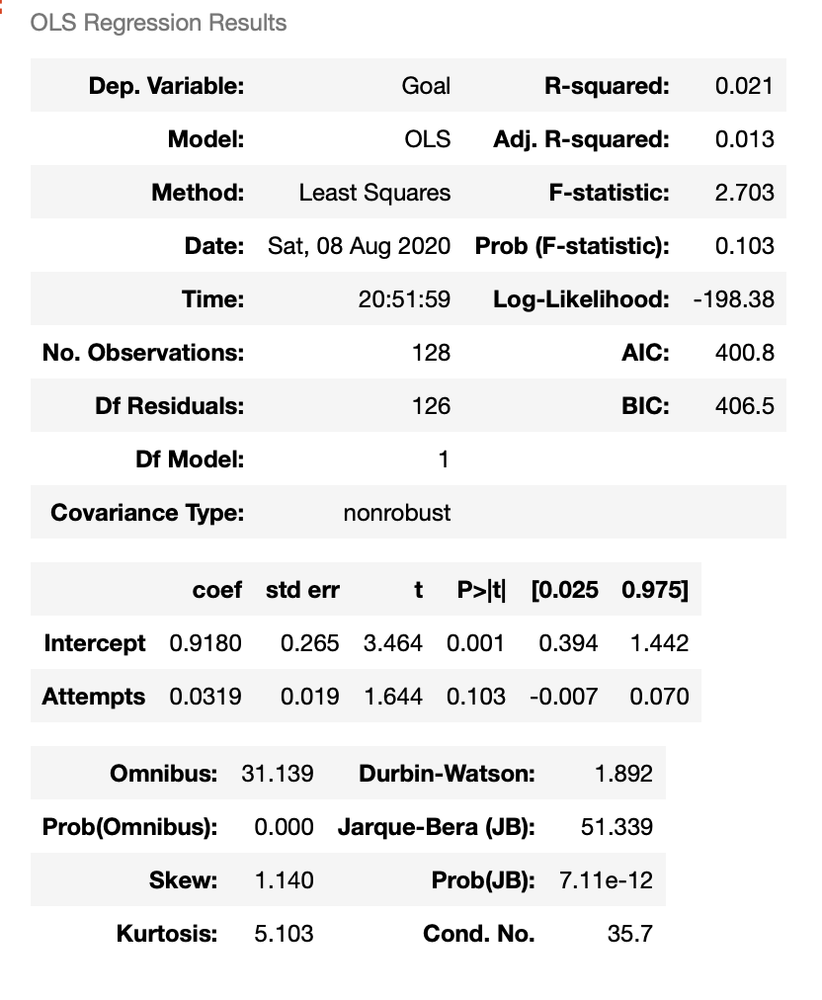 OLS Regression Results
Dep. Variable: Goal R-squared: 0.021
Model: OLS Adj. R-squared: 0.013
Method: Least Squares F-statistic: 2.703
Date: Sat, 08 Aug 2020 Prob (F-statistic): 0.103
Time: 20:51:59 Log-Likelihood: -198.38
No. Observations: 128 AIC: 400.8
Df Residuals: 126 BIC: 406.5
Df Model: 1
Covariance Type: nonrobust
coef std err t P>|t| [0.025 0.975]
Intercept 0.9180 0.265 3.464 0.001 0.394 1.442
Attempts 0.0319 0.019 1.644 0.103 -0.007 0.070
Omnibus: 31.139 Durbin-Watson: 1.892
Prob(Omnibus): 0.000 Jarque-Bera (JB): 51.339
Skew: 1.140 Prob(JB): 7.11e-12
Kurtosis: 5.103 Cond. No. 35.7